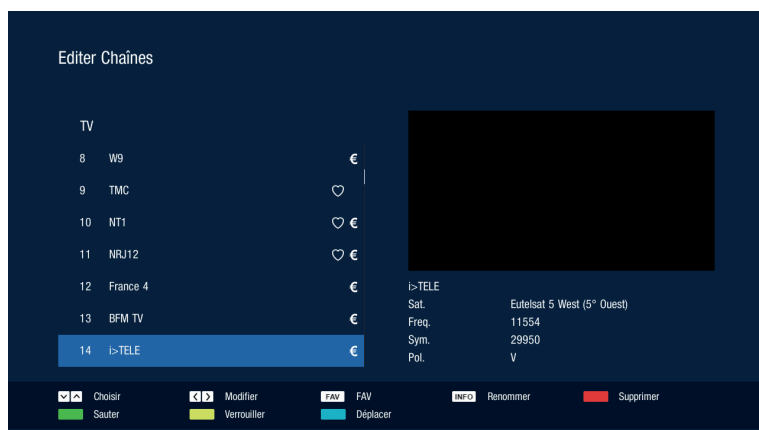 Editer Chaînes
TV
8 W9 €
9 TMC
10 NT1 €
11 NRJ12 €
12 France 4 €
13 BFM TV €
14 i>TELE €
i>TELE
Sat. Eutelsat 5 West (5° Ouest)
Freq. 11554
Sym. 29950
Pol. V
Choisir Modifier FAV FAV INFO Renommer Supprimer
Sauter Verrouiller Déplacer